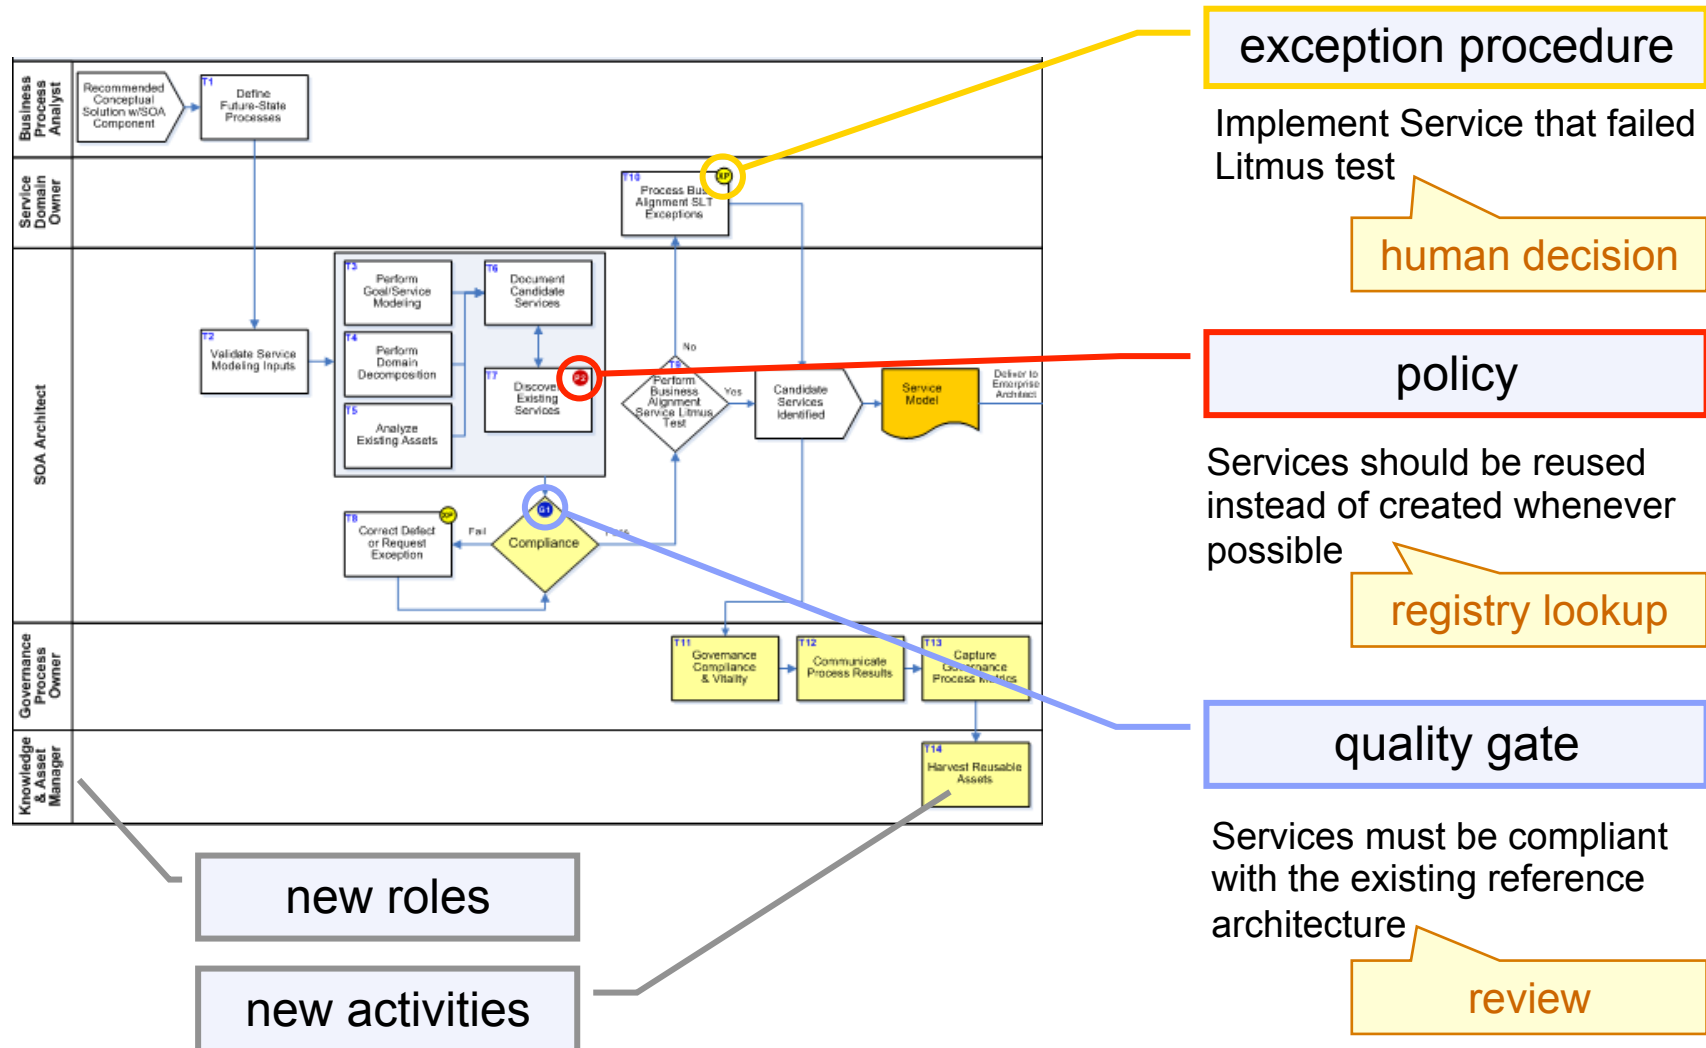 exception procedure
Implement Service that failed
Litmus test
human decision
policy
Services should be reused
instead of created whenever
possible
registry lookup
quality gate
Services must be compliant
with the existing reference
architecture
review
new roles
new activities
Business
Process
Analyst
Recommended
Conceptual
Solution w/SOA
Component
T1
Define
Future-State
Processes
Service
Domain
Owner
T10
XP
Process Bus
Alignment SLT
Exceptions
SOA Architect
T2
Validate Service
Modeling Inputs
T3
Perform
Goal/Service
Modeling
T4
Perform
Domain
Decomposition
T5
Analyze
Existing Assets
T6
Document
Candidate
Services
T7
P2
Discover
Existing
Services
T8
XP
Correct Defect
or Request
Exception
Fail
G1
Compliance
No
T9
Perform
Business
Alignment
Service Litmus
Test
Yes
Candidate
Services
Identified
Service
Model
Deliver to
Enterprise
Architect
Governance
Process
Owner
T11
Governance
Compliance
& Vitality
T12
Communicate
Process Results
T13
Capture
Governance
Process Metrics
Knowledge
& Asset
Manager
T14
Harvest Reusable
Assets